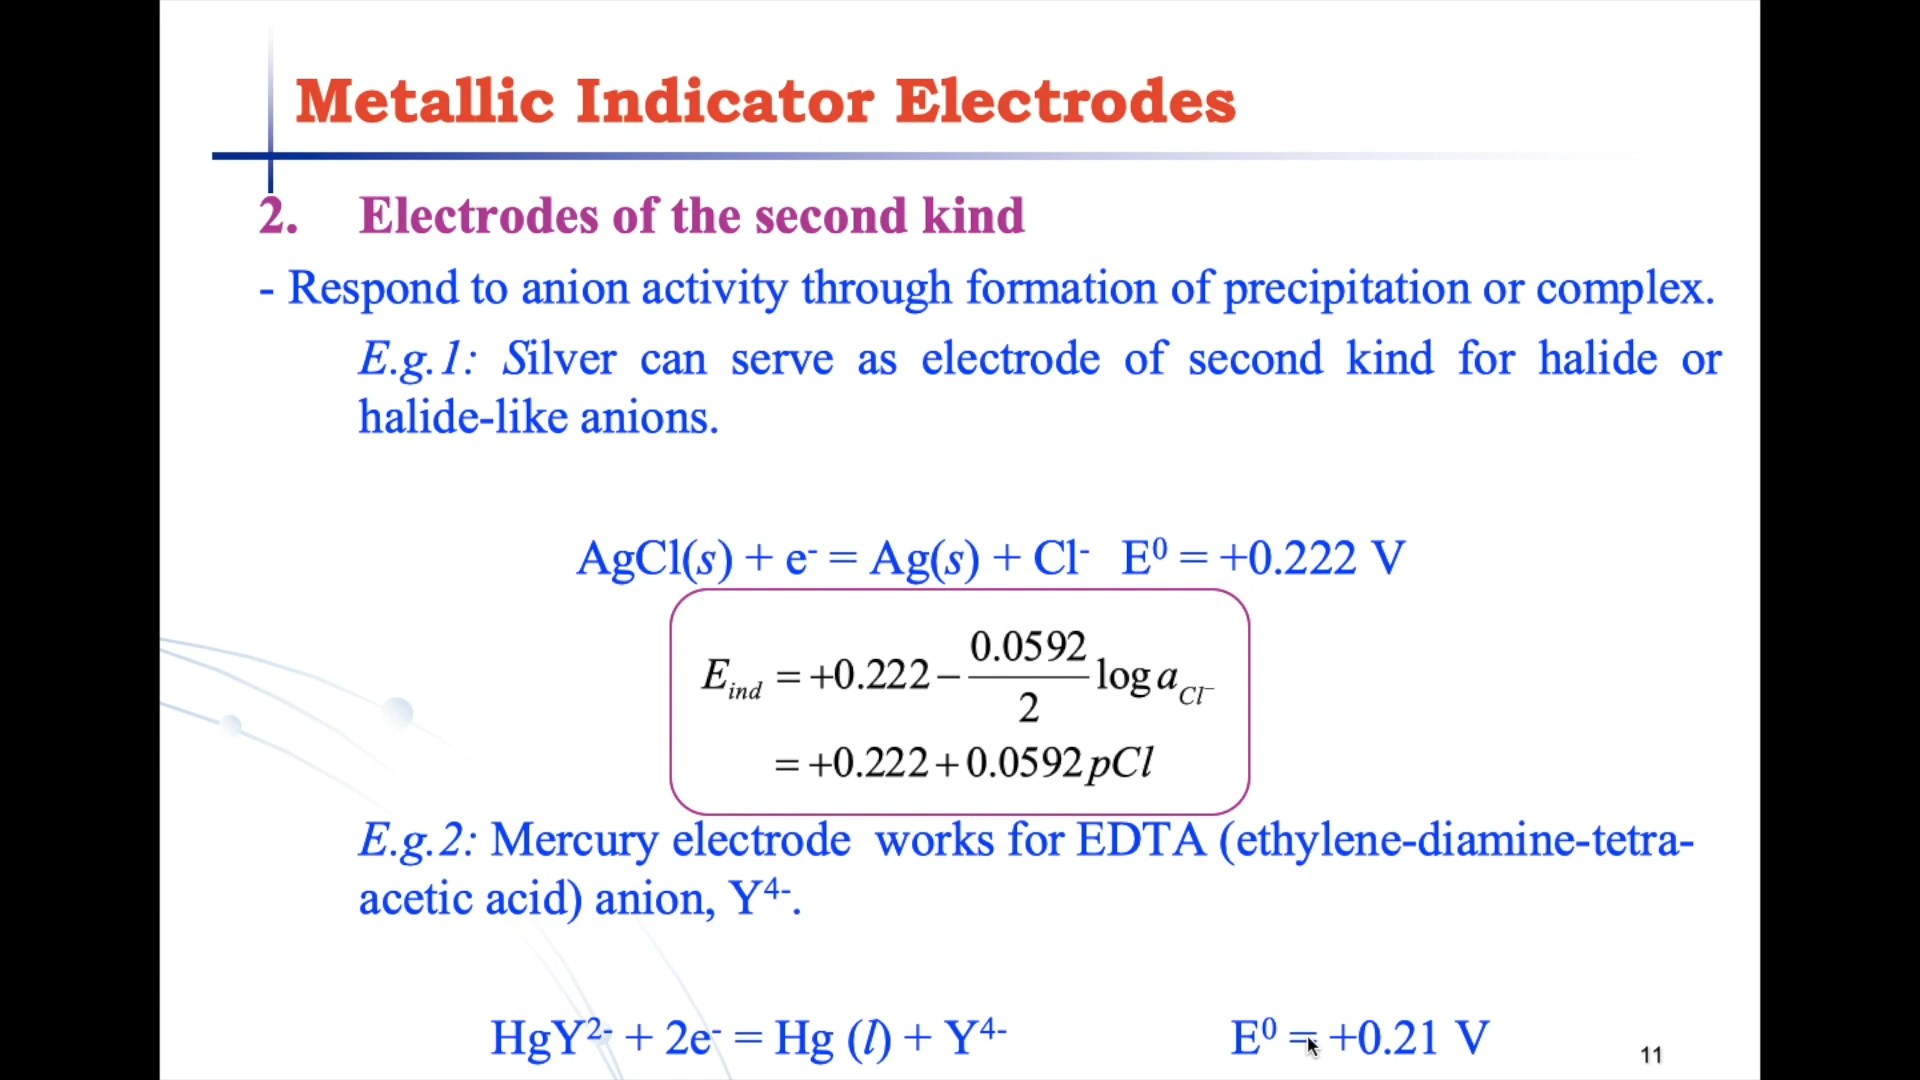 Metallic Indicator Electrodes
2. Electrodes of the second kind
- Respond to anion activity through formation of precipitation or complex.
E.g.1: Silver can serve as electrode of second kind for halide or
halide-like anions.
AgCl(s) + e⁻ = Ag(s) + Cl⁻ E⁰ = +0.222 V
E_ind = +0.222 − 0.0592/2 log a_Cl⁻
= +0.222 + 0.0592 pCl
E.g.2: Mercury electrode works for EDTA (ethylene-diamine-tetra-
acetic acid) anion, Y⁴⁻.
HgY²⁻ + 2e⁻ = Hg (l) + Y⁴⁻ E⁰ = +0.21 V
11